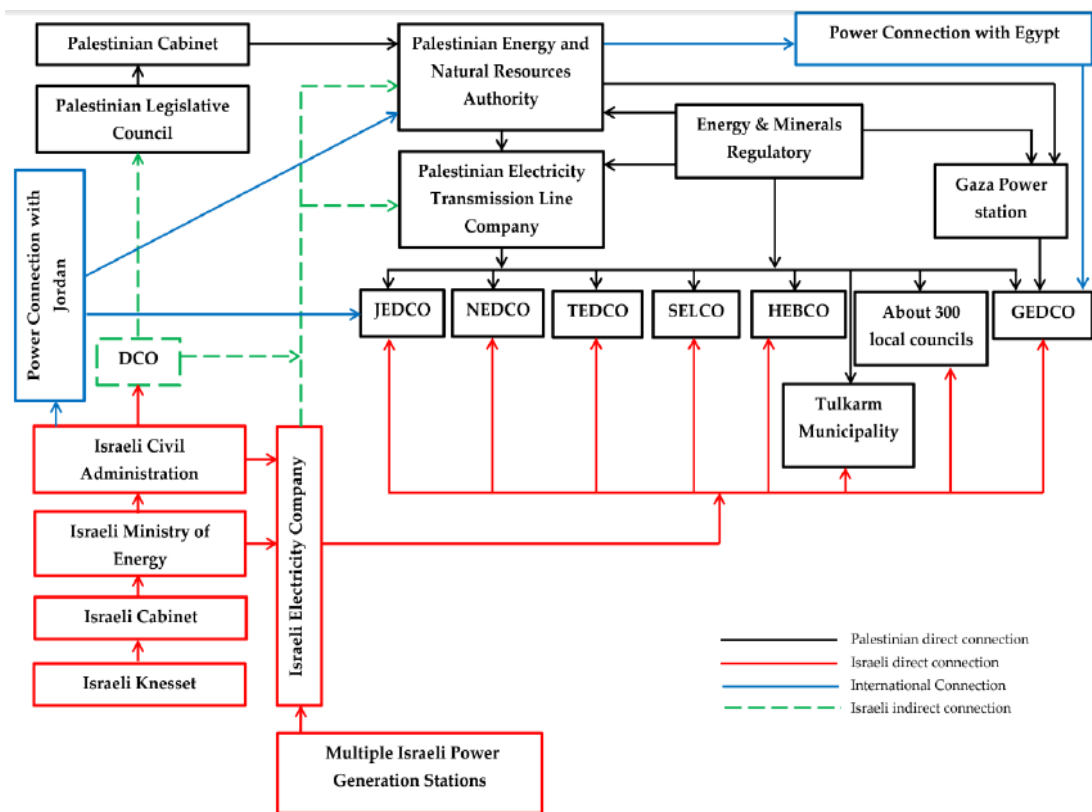 Palestinian Cabinet
Palestinian Energy and
Natural Resources
Authority
Power Connection with Egypt
Palestinian Legislative
Council
Energy & Minerals
Regulatory
Palestinian Electricity
Transmission Line
Company
Gaza Power
station
Power Connection with
Jordan
JEDCO
NEDCO
TEDCO
SELCO
HEBCO
About 300
local councils
GEDCO
DCO
Tulkarm
Municipality
Israeli Civil
Administration
Israeli Electricity Company
Israeli Ministry of
Energy
Israeli Cabinet
Israeli Knesset
Multiple Israeli Power
Generation Stations
Palestinian direct connection
Israeli direct connection
International Connection
Israeli indirect connection